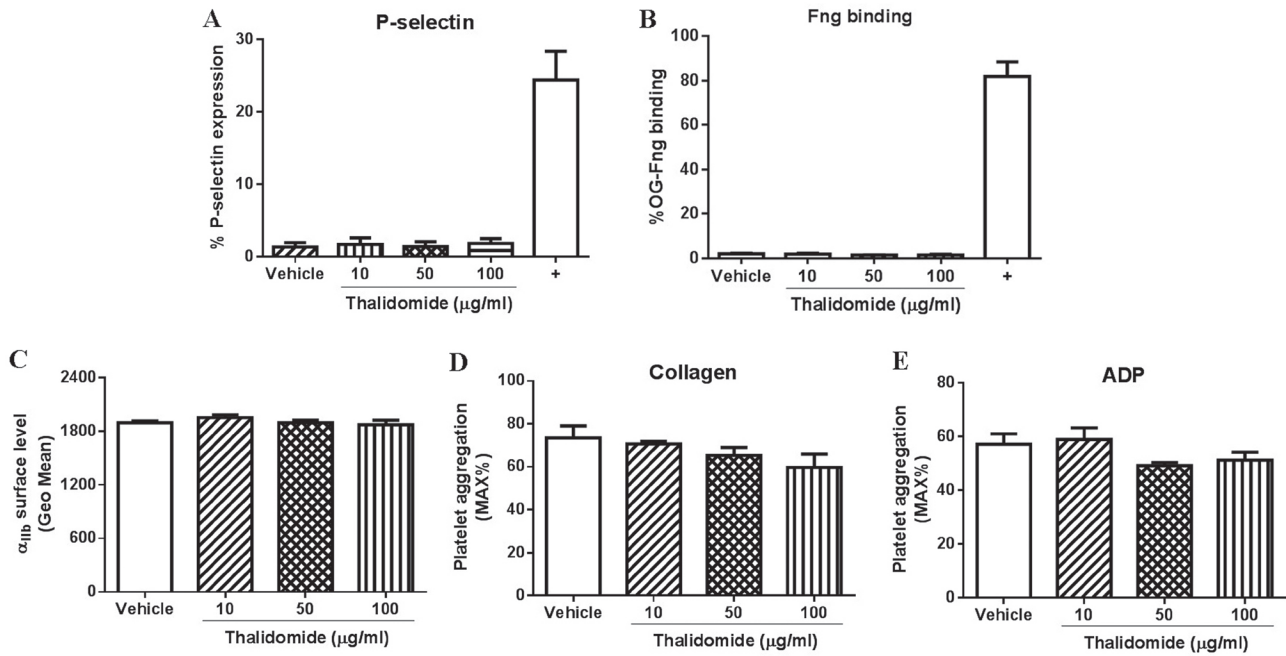 A
P-selectin
% P-selectin expression
30
20
10
0
Vehicle
10
50
100
+
Thalidomide (µg/ml)
B
Fng binding
%OG-Fng binding
100
80
60
40
20
0
Vehicle
10
50
100
+
Thalidomide (µg/ml)
C
αIIb surface level
(Geo Mean)
2400
1800
1200
600
0
Vehicle
10
50
100
Thalidomide (µg/ml)
D
Collagen
Platelet aggregation
(MAX%)
100
80
60
40
20
0
Vehicle
10
50
100
Thalidomide (µg/ml)
E
ADP
Platelet aggregation
(MAX%)
80
60
40
20
0
Vehicle
10
50
100
Thalidomide (µg/ml)